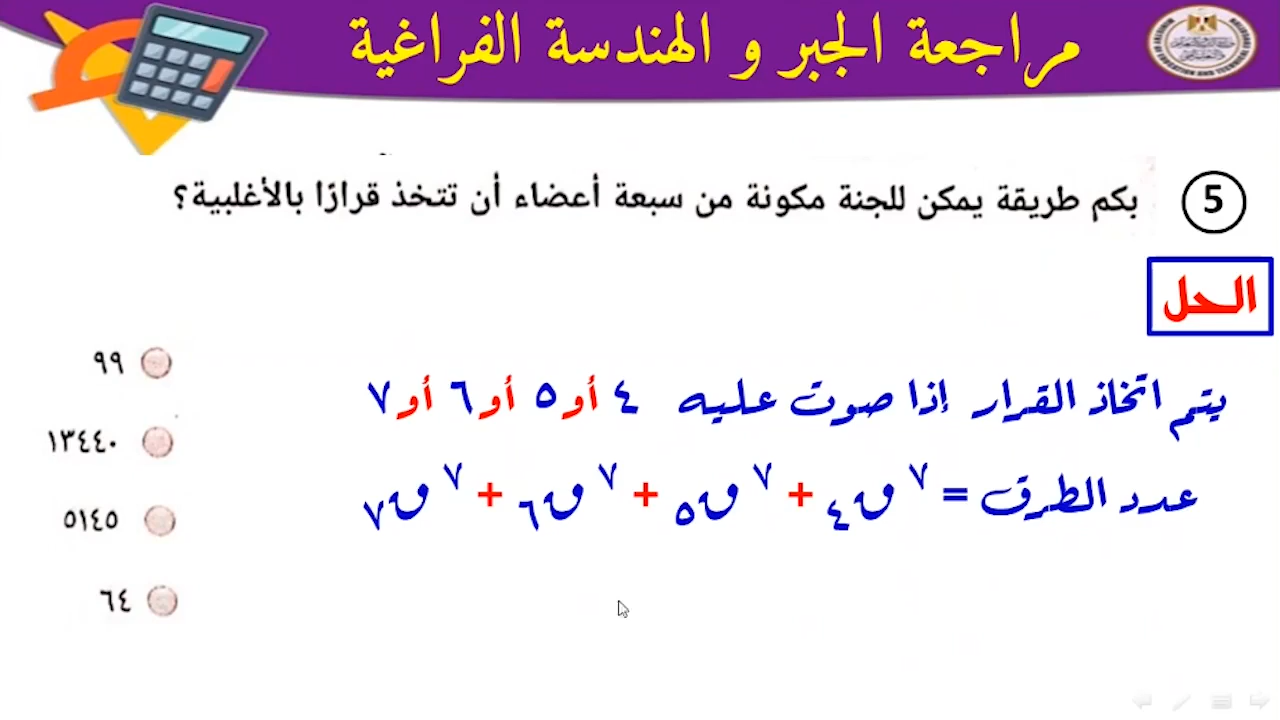 مراجعة الجبر و الهندسة الفراغية
5
بكم طريقة يمكن للجنة مكونة من سبعة أعضاء أن تتخذ قرارًا بالأغلبية؟
الحل
يتم اتخاذ القرار إذا صوت عليه ٤ أو ٥ أو ٦ أو ٧
عدد الطرق = ٧ق٤ + ٧ق٥ + ٧ق٦ + ٧ق٧
٩٩
١٣٤٤٠
٥١٤٥
٦٤